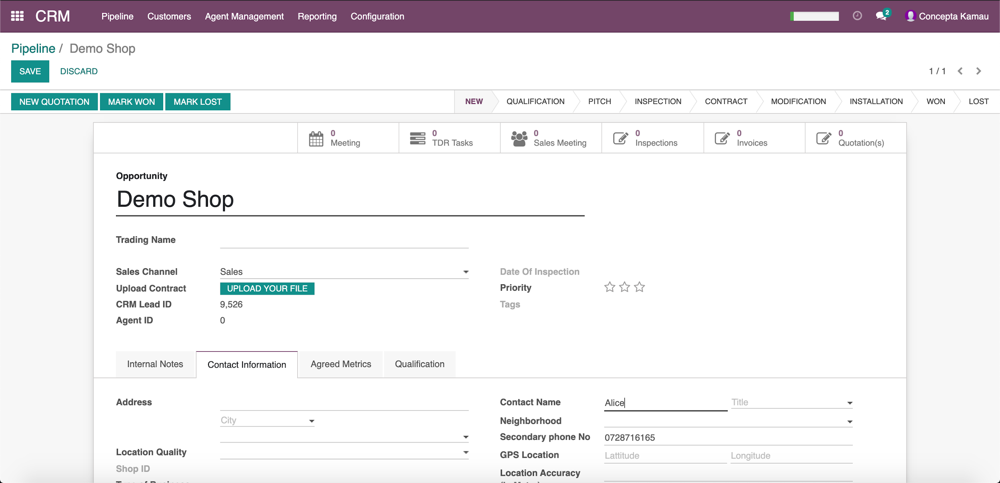 CRM Pipeline Customers Agent Management Reporting Configuration 2 Concepta Kamau
Pipeline / Demo Shop
SAVE DISCARD 1 / 1
NEW QUOTATION MARK WON MARK LOST NEW QUALIFICATION PITCH INSPECTION CONTRACT MODIFICATION INSTALLATION WON LOST
0 Meeting
0 TDR Tasks
0 Sales Meeting
0 Inspections
0 Invoices
0 Quotation(s)
Opportunity
Demo Shop
Trading Name
Sales Channel Sales
Upload Contract UPLOAD YOUR FILE
CRM Lead ID 9,526
Agent ID 0
Date Of Inspection
Priority
Tags
Internal Notes Contact Information Agreed Metrics Qualification
Address
City
Location Quality
Shop ID
Type of Business
Contact Name Alice Title
Neighborhood
Secondary phone No 0728716165
GPS Location Lattitude Longitude
Location Accuracy